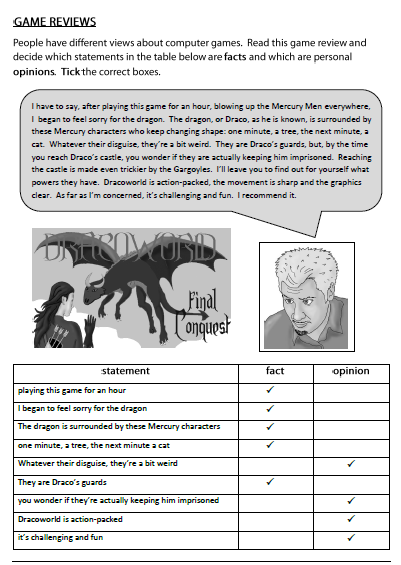 GAME REVIEWS
People have different views about computer games. Read this game review and
decide which statements in the table below are facts and which are personal
opinions. Tick the correct boxes.
I have to say, after playing this game for an hour, blowing up the Mercury Men everywhere,
I began to feel sorry for the dragon. The dragon, or Draco, as he is known, is surrounded by
these Mercury characters who keep changing shape: one minute, a tree, the next minute, a
cat. Whatever their disguise, they're a bit weird. They are Draco's guards, but, by the time
you reach Draco's castle, you wonder if they are actually keeping him imprisoned. Reaching
the castle is made even trickier by the Gargoyles. I'll leave you to find out for yourself what
powers they have. Dracoworld is action-packed, the movement is sharp and the graphics
clear. As far as I'm concerned, it's challenging and fun. I recommend it.
DRACOWORLD
Final
Conquest
statement fact opinion
playing this game for an hour ✓
I began to feel sorry for the dragon ✓
The dragon is surrounded by these Mercury characters ✓
one minute, a tree, the next minute a cat ✓
Whatever their disguise, they're a bit weird ✓
They are Draco's guards ✓
you wonder if they're actually keeping him imprisoned ✓
Dracoworld is action-packed ✓
it's challenging and fun ✓